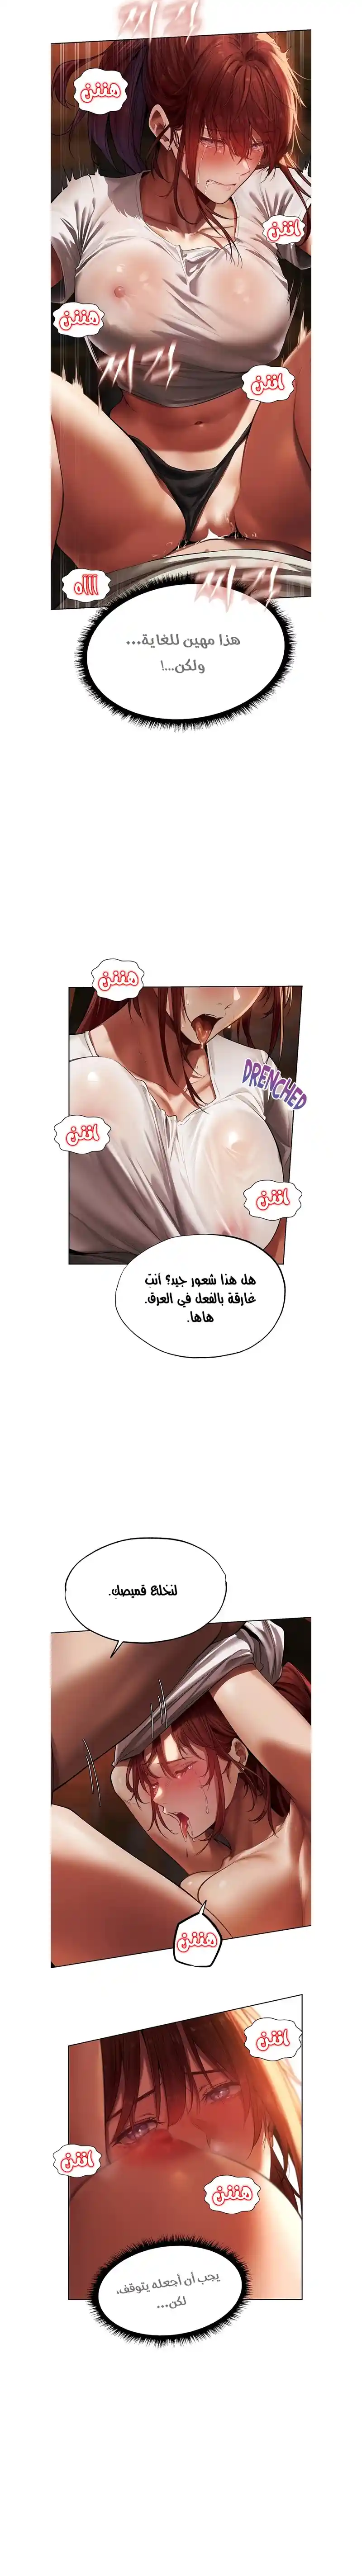 찌걱
هننن
اننن
هننن
찌걱
اننن
찌걱
آآآه
هذا مهين للغاية...
ولكن...!
هننن
DRENCHED
اننن
اننن
هل هذا شعور جيد؟ أنتِ
غارقة بالفعل في العرق.
هاها.
لنخلع قميصكِ.
هننن
اننن
اننن
هننن
يجب أن أجعله يتوقف،
لكن...